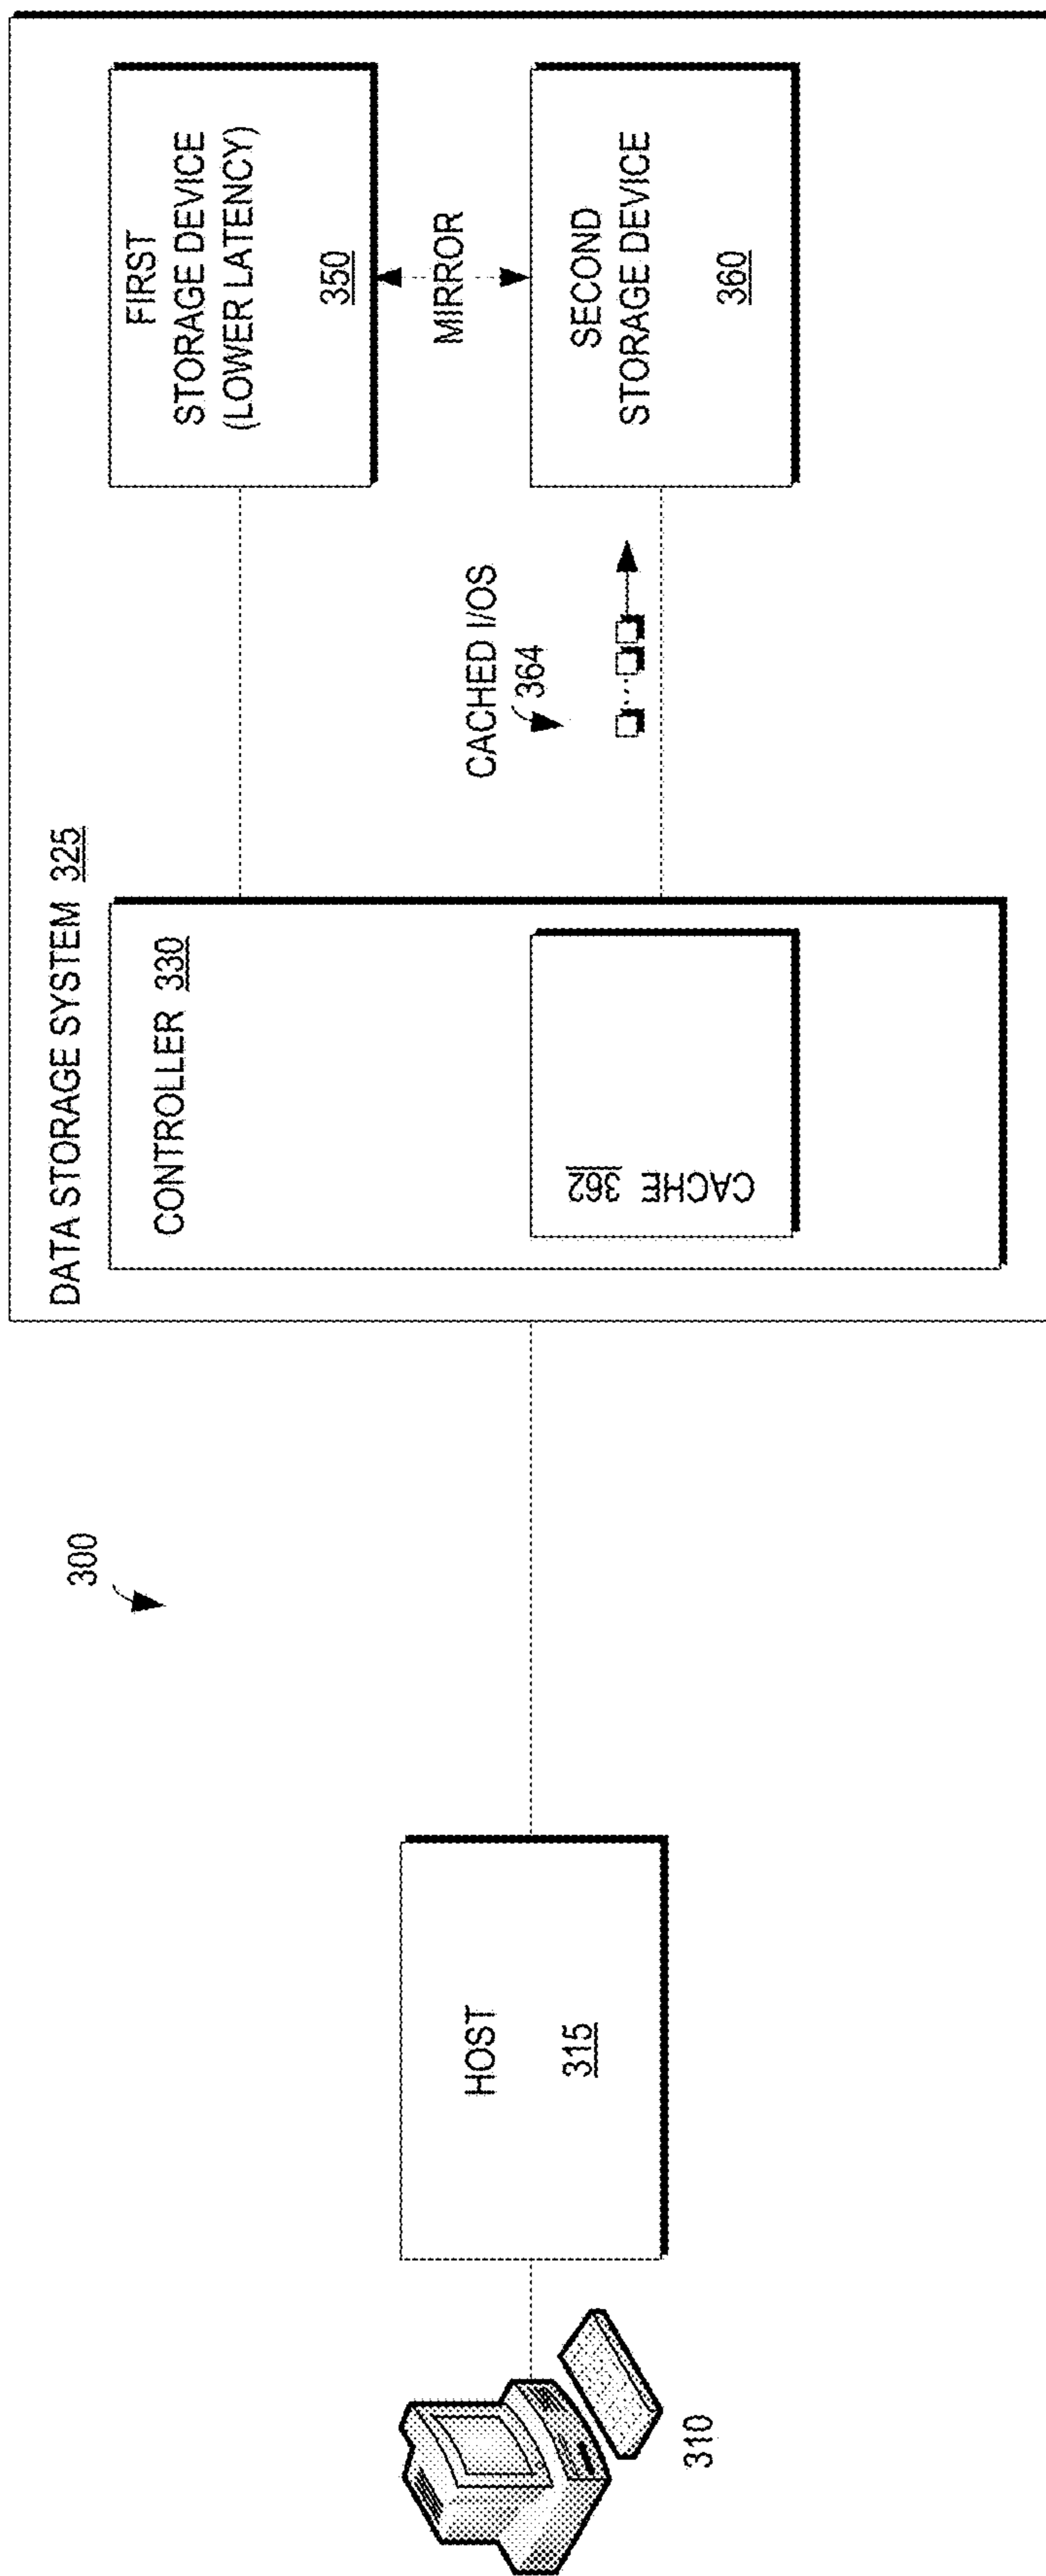 DATA STORAGE SYSTEM 325
CONTROLLER 330
CACHE 362
FIRST
STORAGE DEVICE
(LOWER LATENCY)
350
MIRROR
SECOND
STORAGE DEVICE
360
CACHED I/OS
364
300
HOST
315
310